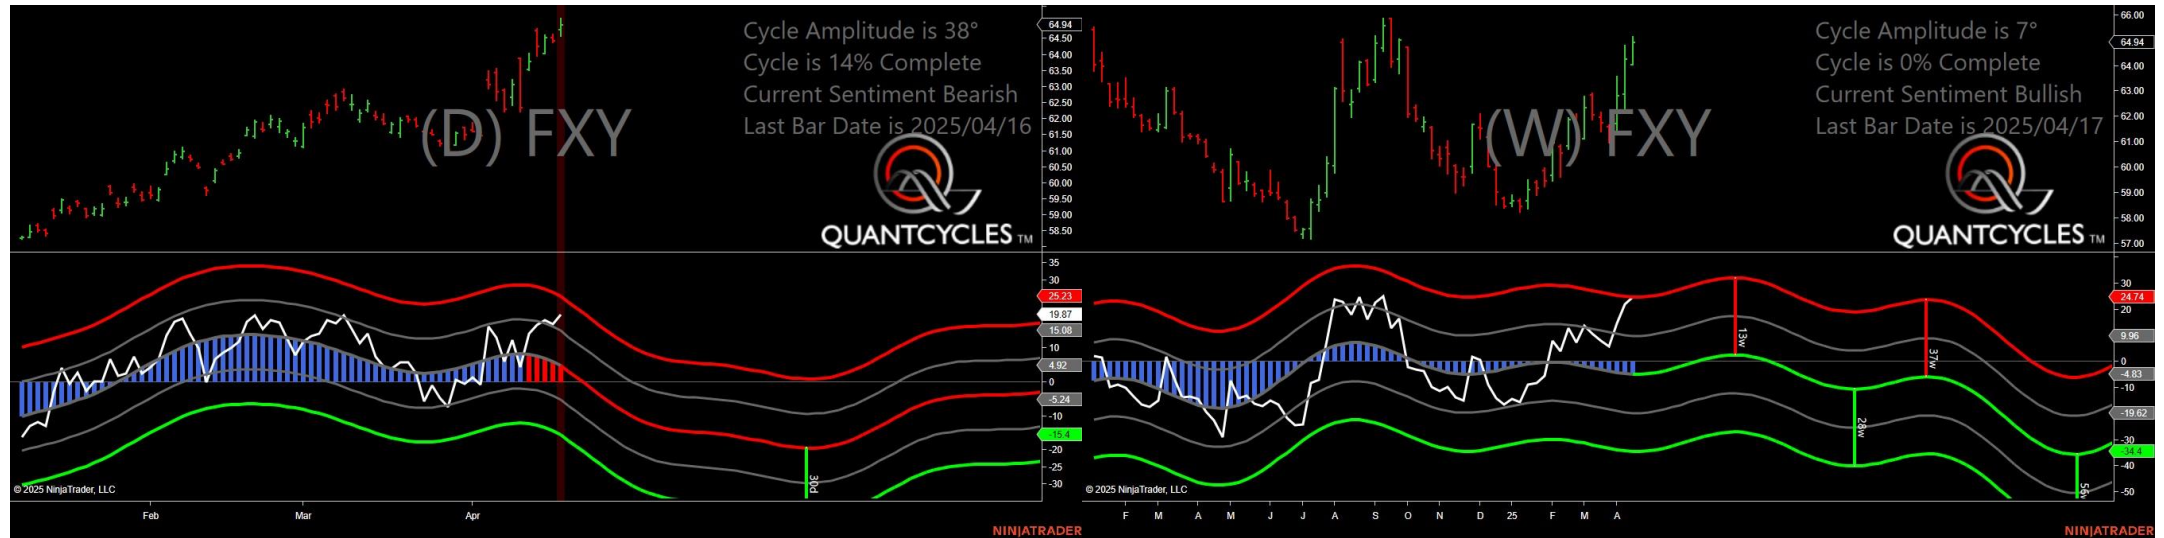 Cycle Amplitude is 38°
Cycle is 14% Complete
Current Sentiment Bearish
Last Bar Date is 2025/04/16
(D) FXY
QUANTCYCLES TM
64.94
64.50
64.00
63.50
63.00
62.50
62.00
61.50
61.00
60.50
60.00
59.50
59.00
58.50
35
30
25.23
19.87
15.08
10
4.92
0
-5.24
-10
-15.4
-20
-25
-30
30d
© 2025 NinjaTrader, LLC
Feb Mar Apr
NINJATRADER
Cycle Amplitude is 7°
Cycle is 0% Complete
Current Sentiment Bullish
Last Bar Date is 2025/04/17
(W) FXY
QUANTCYCLES TM
66.00
64.94
64.00
63.00
62.00
61.00
60.00
59.00
58.00
57.00
30
24.74
20
9.96
0
-4.83
-10
-19.62
-30
-34.4
-40
-50
13w
28w
37w
© 2025 NinjaTrader, LLC
F M A M J J A S O N D 25 F M A
NINJATRADER